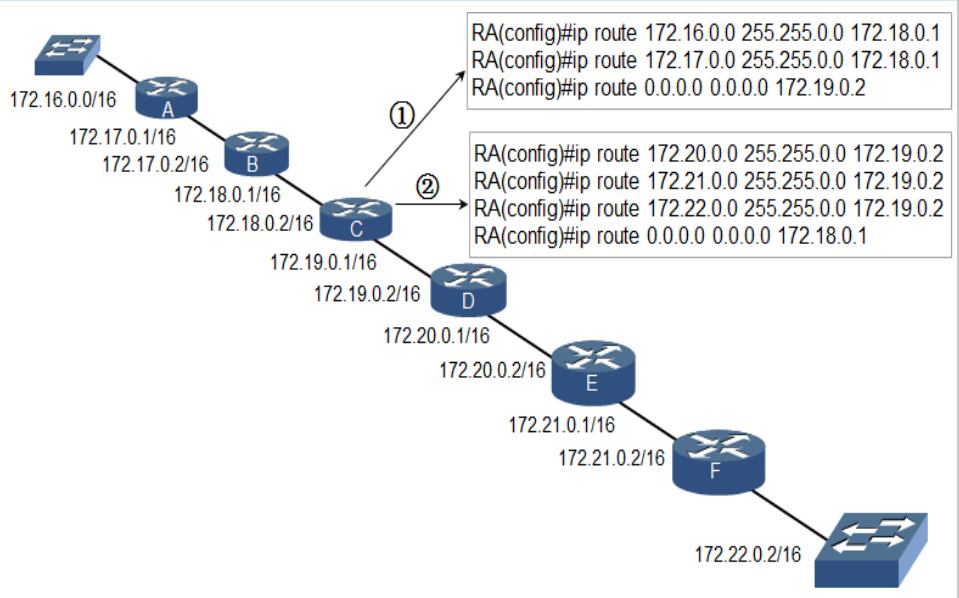 RA(config)#ip route 172.16.0.0 255.255.0.0 172.18.0.1
RA(config)#ip route 172.17.0.0 255.255.0.0 172.18.0.1
RA(config)#ip route 0.0.0.0 0.0.0.0 172.19.0.2
172.16.0.0/16
A
①
172.17.0.1/16
172.17.0.2/16
B
RA(config)#ip route 172.20.0.0 255.255.0.0 172.19.0.2
RA(config)#ip route 172.21.0.0 255.255.0.0 172.19.0.2
RA(config)#ip route 172.22.0.0 255.255.0.0 172.19.0.2
RA(config)#ip route 0.0.0.0 0.0.0.0 172.18.0.1
②
172.18.0.1/16
172.18.0.2/16
C
172.19.0.1/16
172.19.0.2/16
D
172.20.0.1/16
172.20.0.2/16
E
172.21.0.1/16
172.21.0.2/16
F
172.22.0.2/16